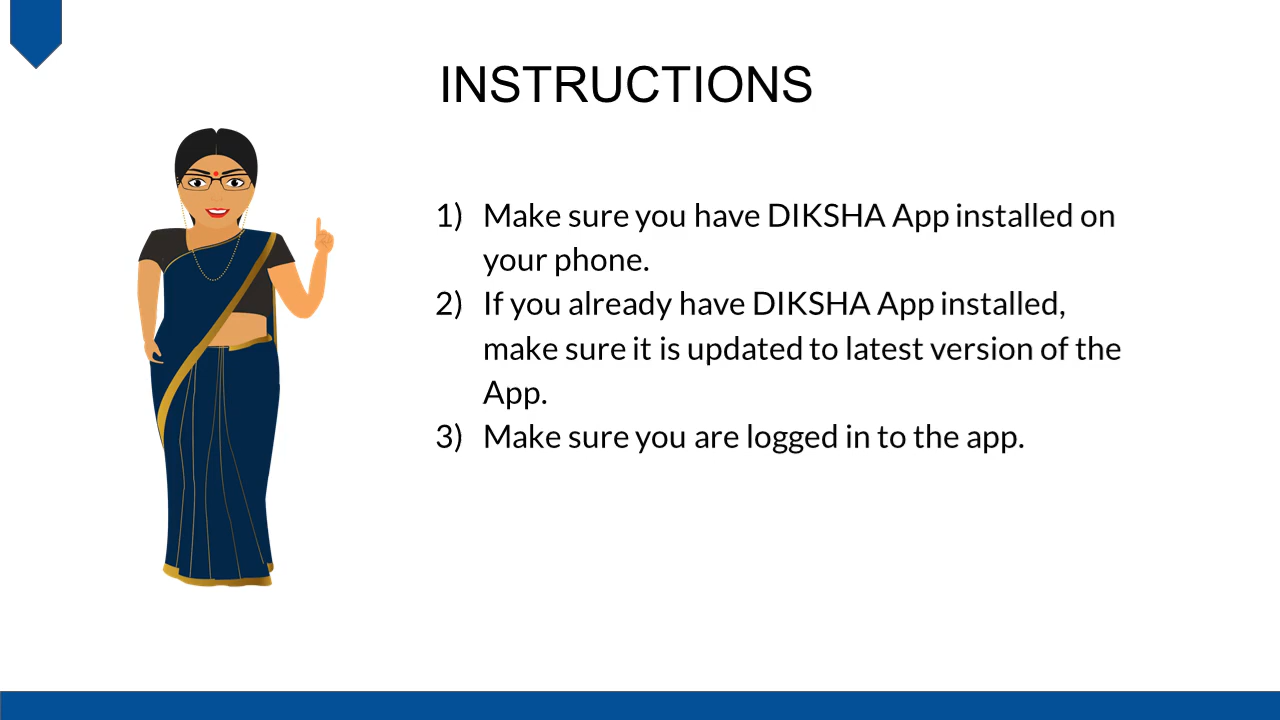 INSTRUCTIONS
1) Make sure you have DIKSHA App installed on
your phone.
2) If you already have DIKSHA App installed,
make sure it is updated to latest version of the
App.
3) Make sure you are logged in to the app.